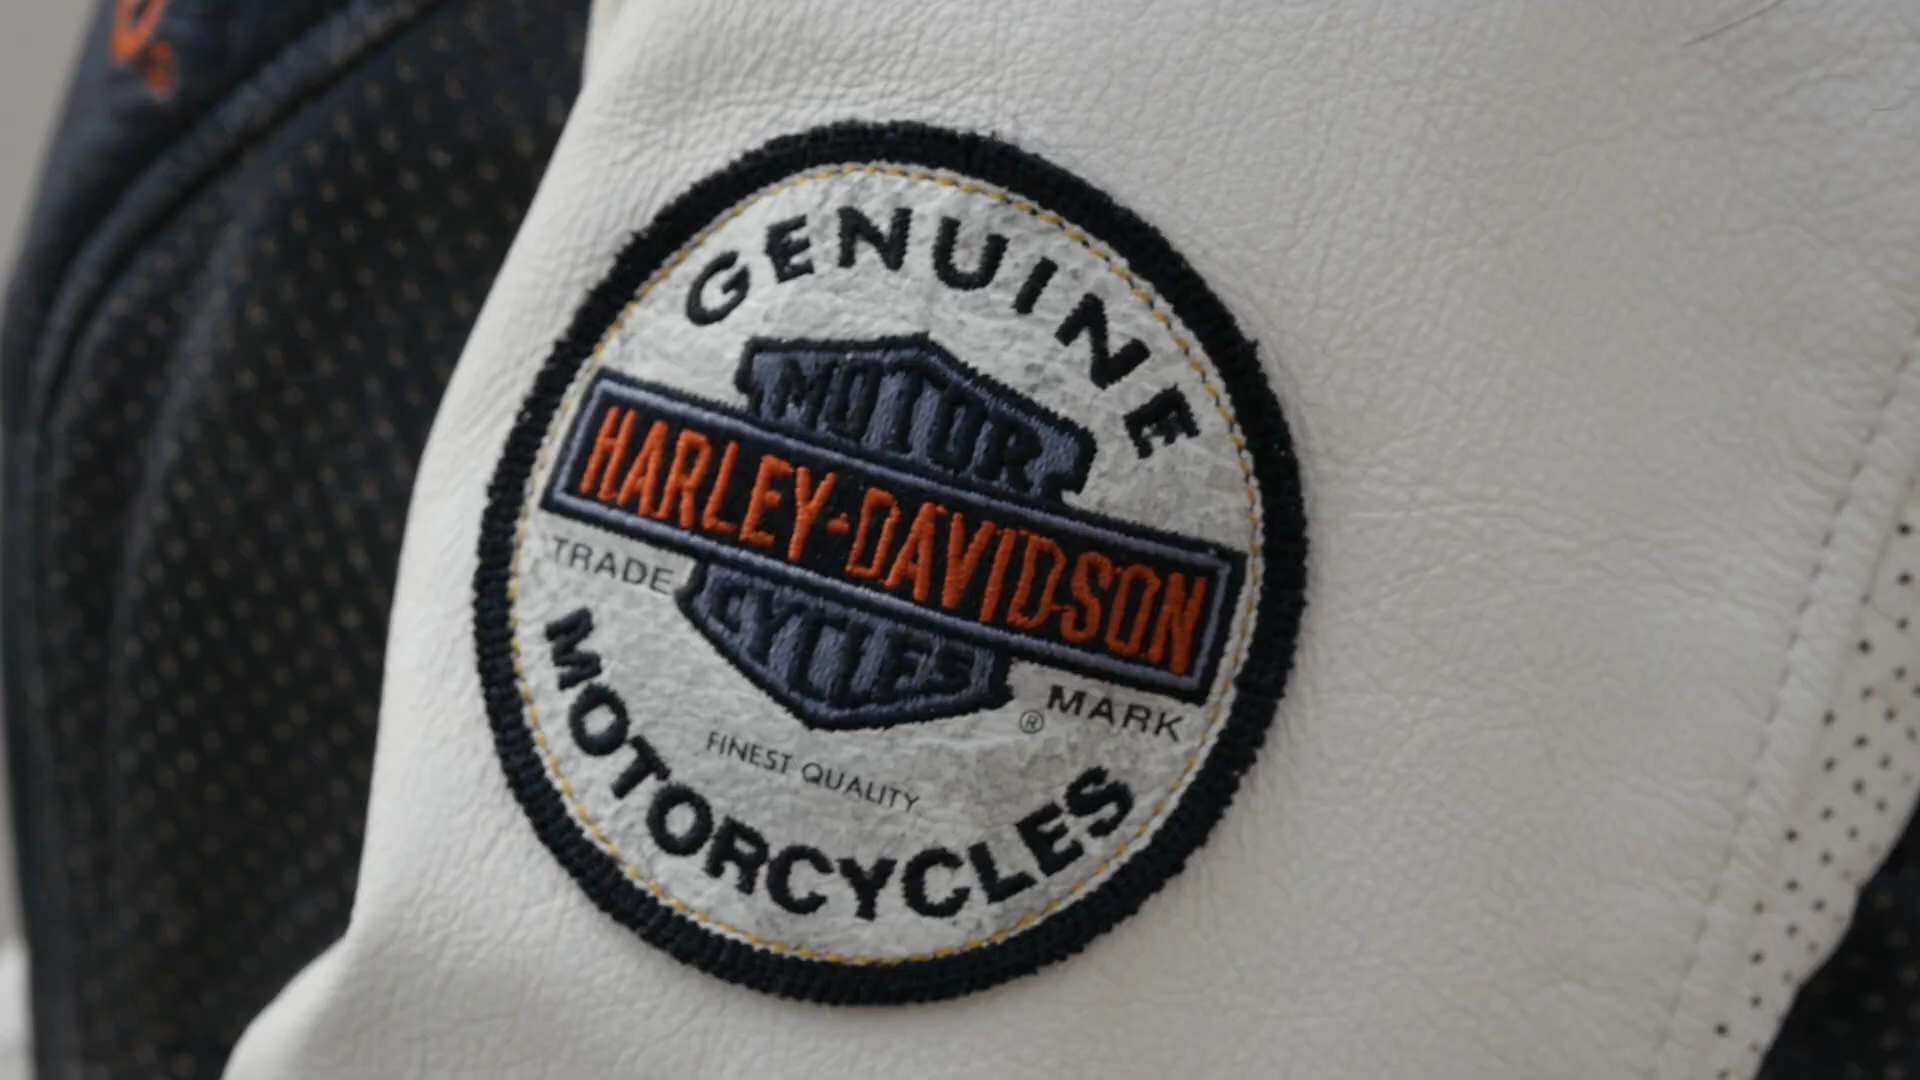 GENUINE
MOTOR
HARLEY-DAVIDSON
CYCLES
TRADE
MARK
®
FINEST QUALITY
MOTORCYCLES